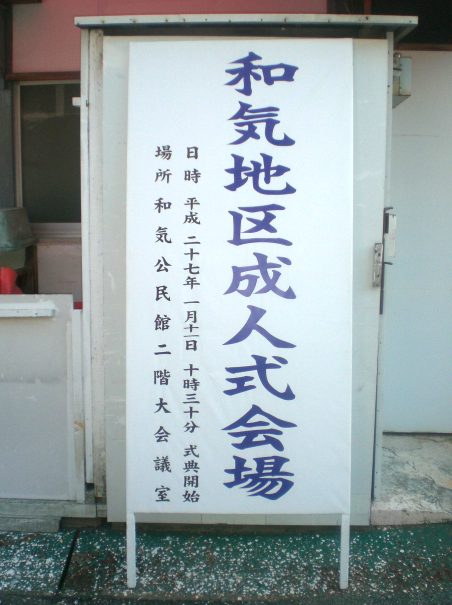 和気地区成人式会場
日時 平成 二十七年 一月十一日 十時三十分 式典開始
場所 和気公民館二階大会議室